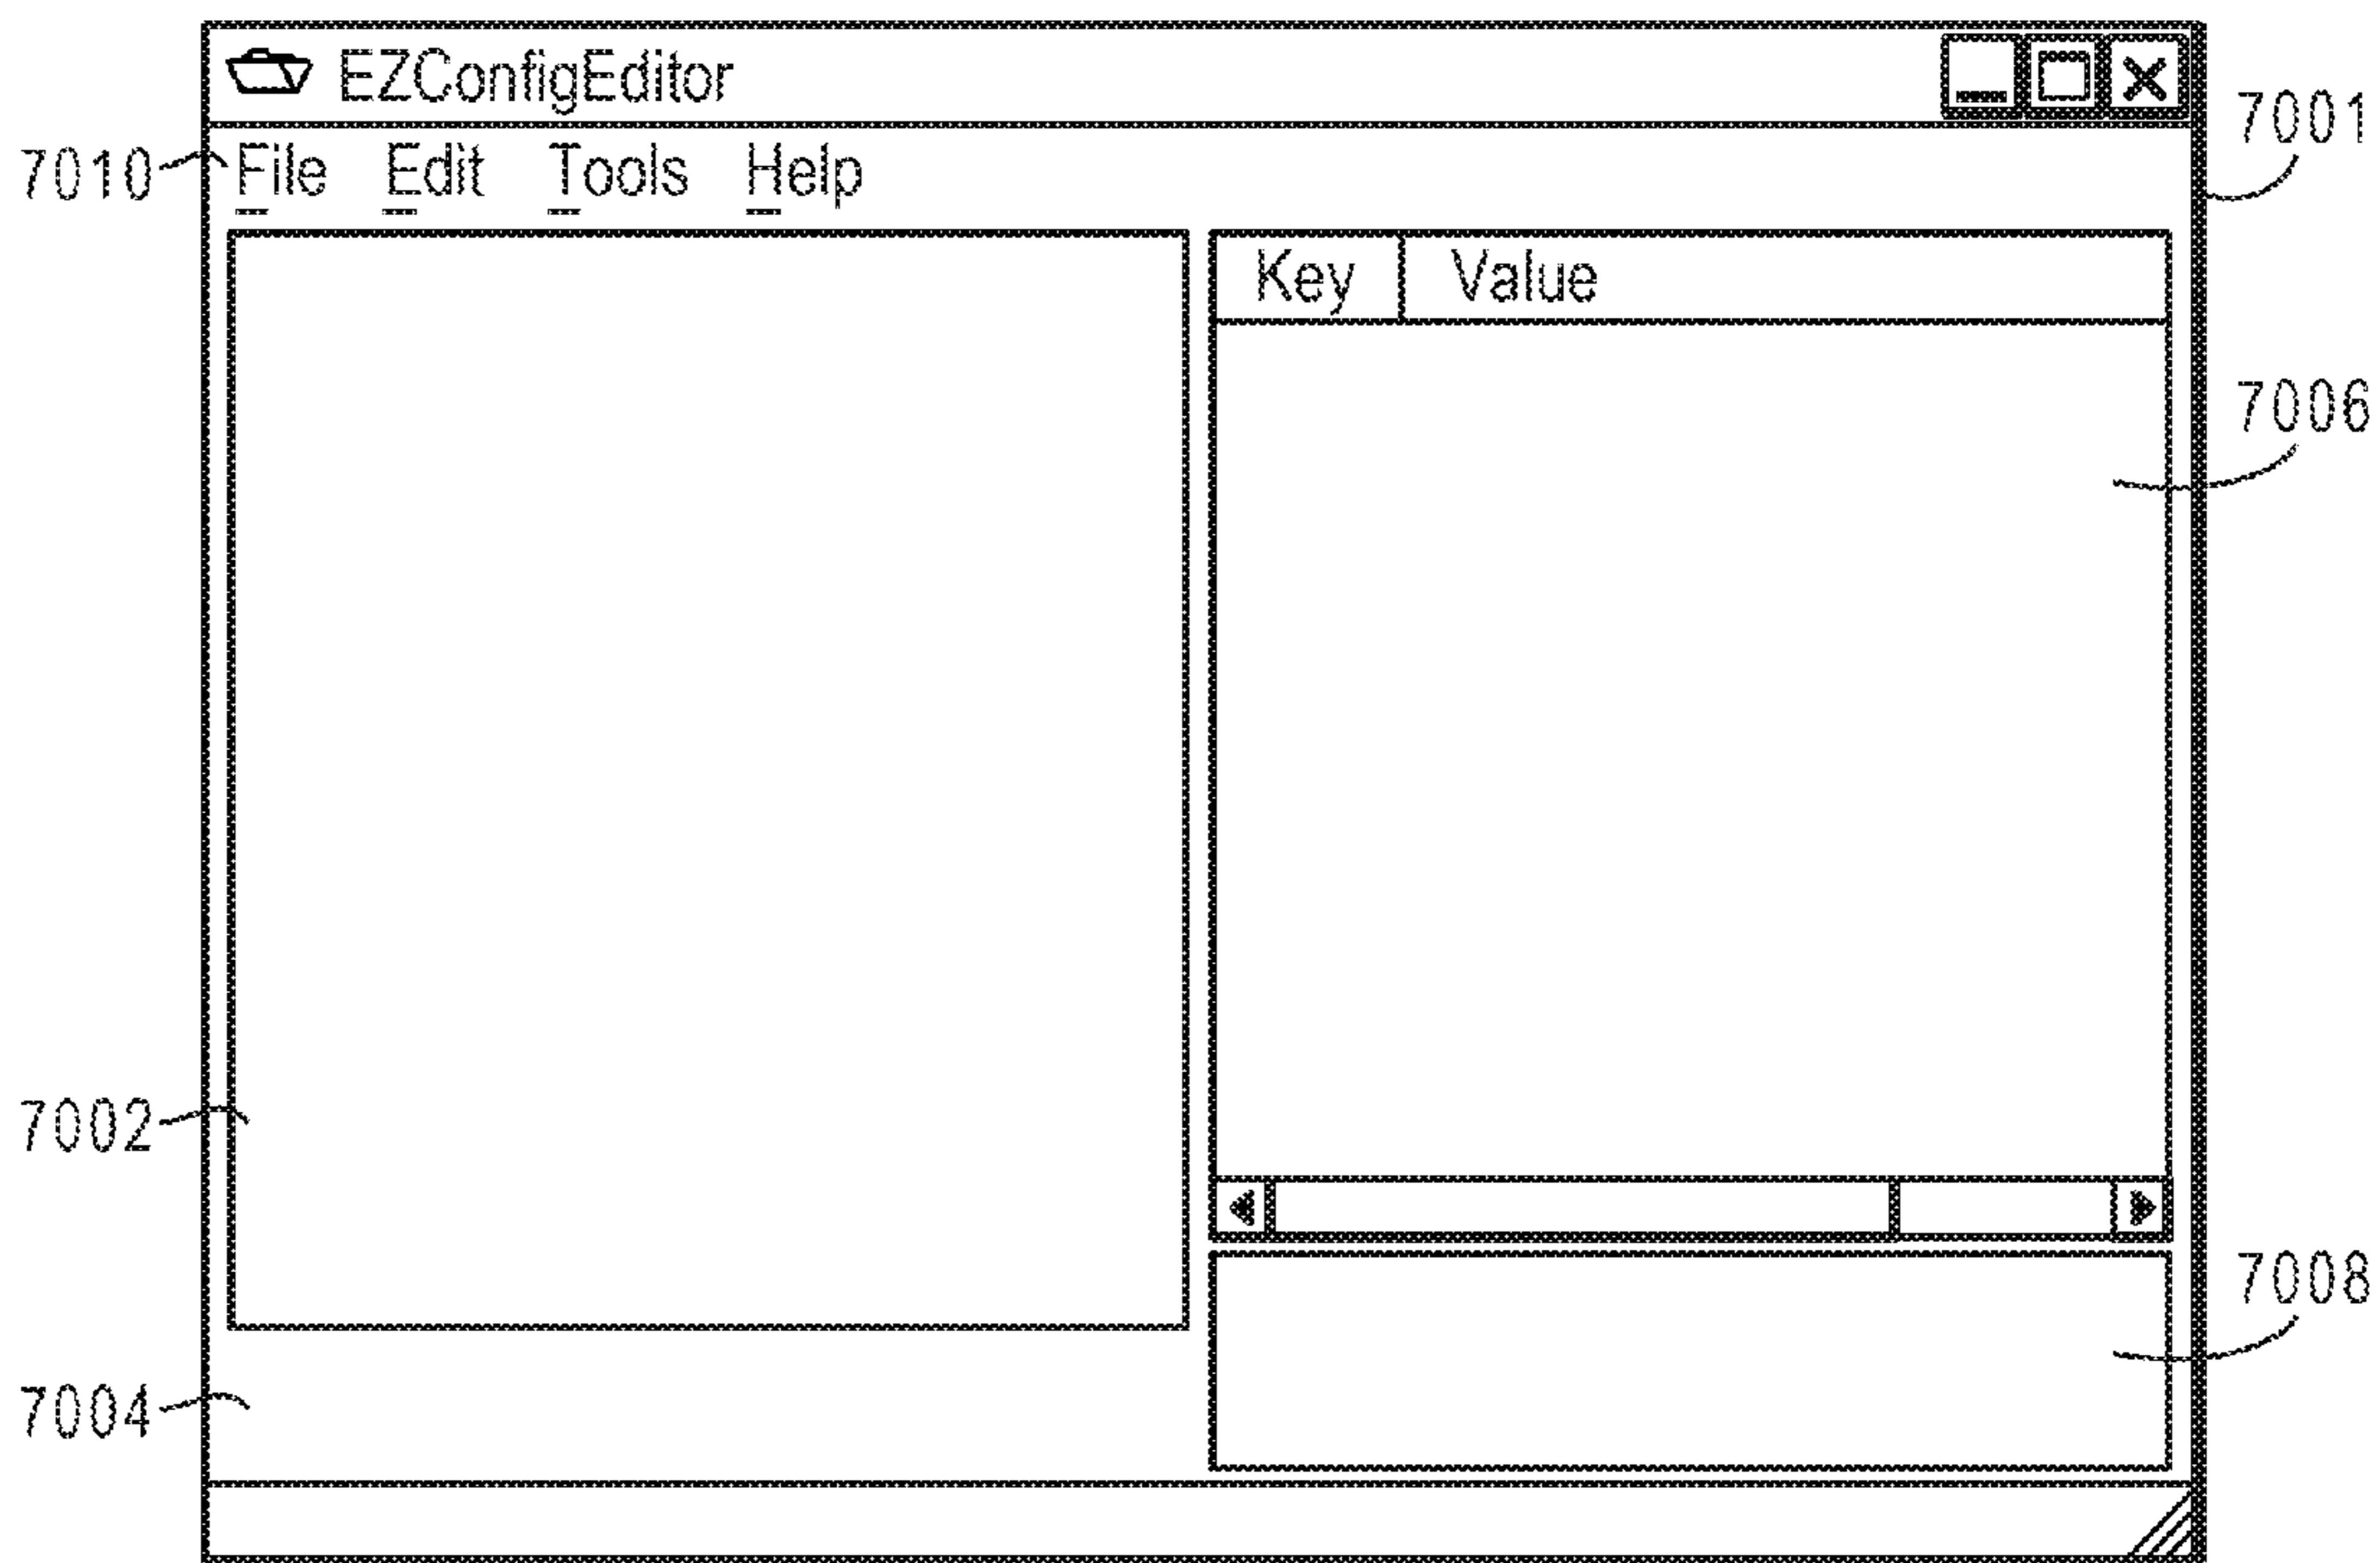 EZConfigEditor
7001
7010 File Edit Tools Help
Key Value
7006
7002
7008
7004